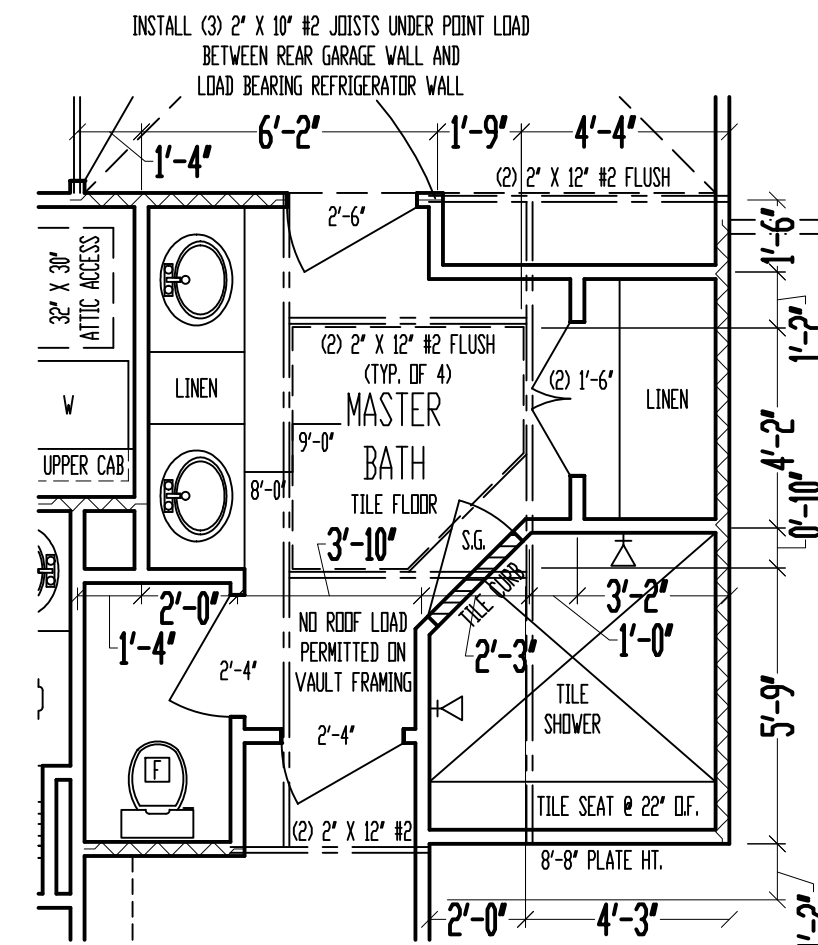 INSTALL (3) 2" X 10" #2 JOISTS UNDER POINT LOAD
BETWEEN REAR GARAGE WALL AND
LOAD BEARING REFRIGERATOR WALL
6'-2"
1'-9"
4'-4"
1'-4"
(2) 2" X 12" #2 FLUSH
2'-6"
1'-6"
32" X 30"
ATTIC ACCESS
1'-2"
(2) 2" X 12" #2 FLUSH
(TYP. OF 4)
(2) 1'-6"
LINEN
LINEN
W
MASTER
BATH
TILE FLOOR
9'-0"
8'-0"
UPPER CAB
4'-2"
0'-10"
3'-10"
S.G.
TILE CURB
2'-0"
3'-2"
1'-4"
NO ROOF LOAD
PERMITTED ON
VAULT FRAMING
2'-3"
1'-0"
2'-4"
TILE
SHOWER
5'-9"
2'-4"
F
TILE SEAT @ 22" O.F.
(2) 2" X 12" #2
8'-8" PLATE HT.
2'-0"
4'-3"